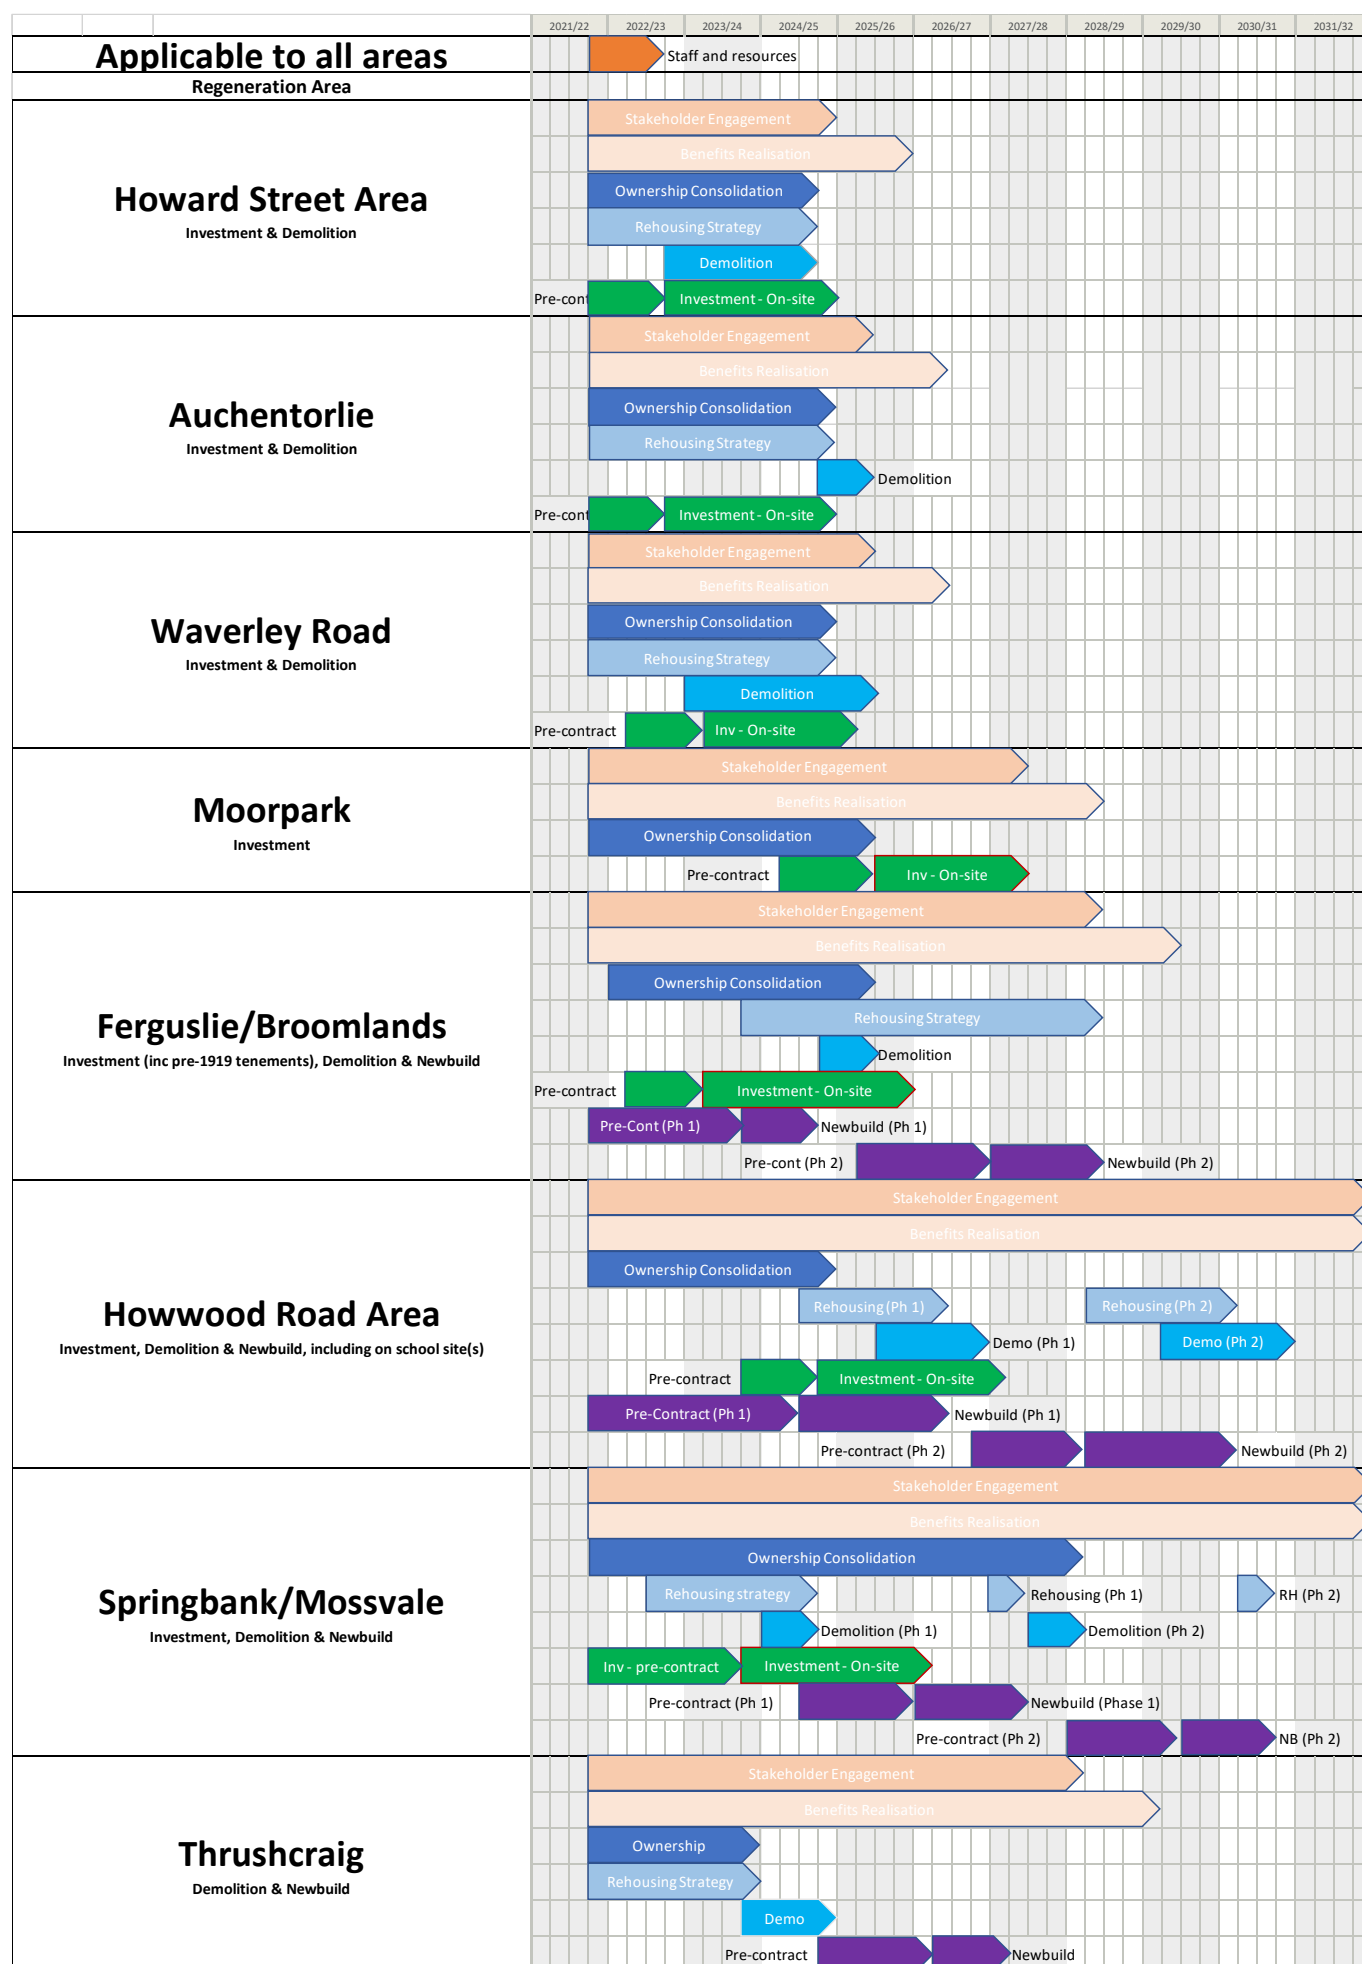 2021/22 2022/23 2023/24 2024/25 2025/26 2026/27 2027/28 2028/29 2029/30 2030/31 2031/32
Applicable to all areas
Staff and resources
Regeneration Area
Howard Street Area
Investment & Demolition
Stakeholder Engagement
Benefits Realisation
Ownership Consolidation
Rehousing Strategy
Demolition
Pre-cont Investment - On-site
Auchentorlie
Investment & Demolition
Stakeholder Engagement
Benefits Realisation
Ownership Consolidation
Rehousing Strategy
Demolition
Pre-cont Investment - On-site
Waverley Road
Investment & Demolition
Stakeholder Engagement
Benefits Realisation
Ownership Consolidation
Rehousing Strategy
Demolition
Pre-contract Inv - On-site
Moorpark
Investment
Stakeholder Engagement
Benefits Realisation
Ownership Consolidation
Pre-contract Inv - On-site
Ferguslie/Broomlands
Investment (inc pre-1919 tenements), Demolition & Newbuild
Stakeholder Engagement
Benefits Realisation
Ownership Consolidation
Rehousing Strategy
Demolition
Pre-contract Investment - On-site
Pre-Cont (Ph 1) Newbuild (Ph 1)
Pre-cont (Ph 2) Newbuild (Ph 2)
Howwood Road Area
Investment, Demolition & Newbuild, including on school site(s)
Stakeholder Engagement
Benefits Realisation
Ownership Consolidation
Rehousing (Ph 1) Rehousing (Ph 2)
Demo (Ph 1) Demo (Ph 2)
Pre-contract Investment - On-site
Pre-Contract (Ph 1) Newbuild (Ph 1)
Pre-contract (Ph 2) Newbuild (Ph 2)
Springbank/Mossvale
Investment, Demolition & Newbuild
Stakeholder Engagement
Benefits Realisation
Ownership Consolidation
Rehousing strategy Rehousing (Ph 1) RH (Ph 2)
Demolition (Ph 1) Demolition (Ph 2)
Inv - pre-contract Investment - On-site
Pre-contract (Ph 1) Newbuild (Phase 1)
Pre-contract (Ph 2) NB (Ph 2)
Thrushcraig
Demolition & Newbuild
Stakeholder Engagement
Benefits Realisation
Ownership
Rehousing Strategy
Demo
Pre-contract Newbuild